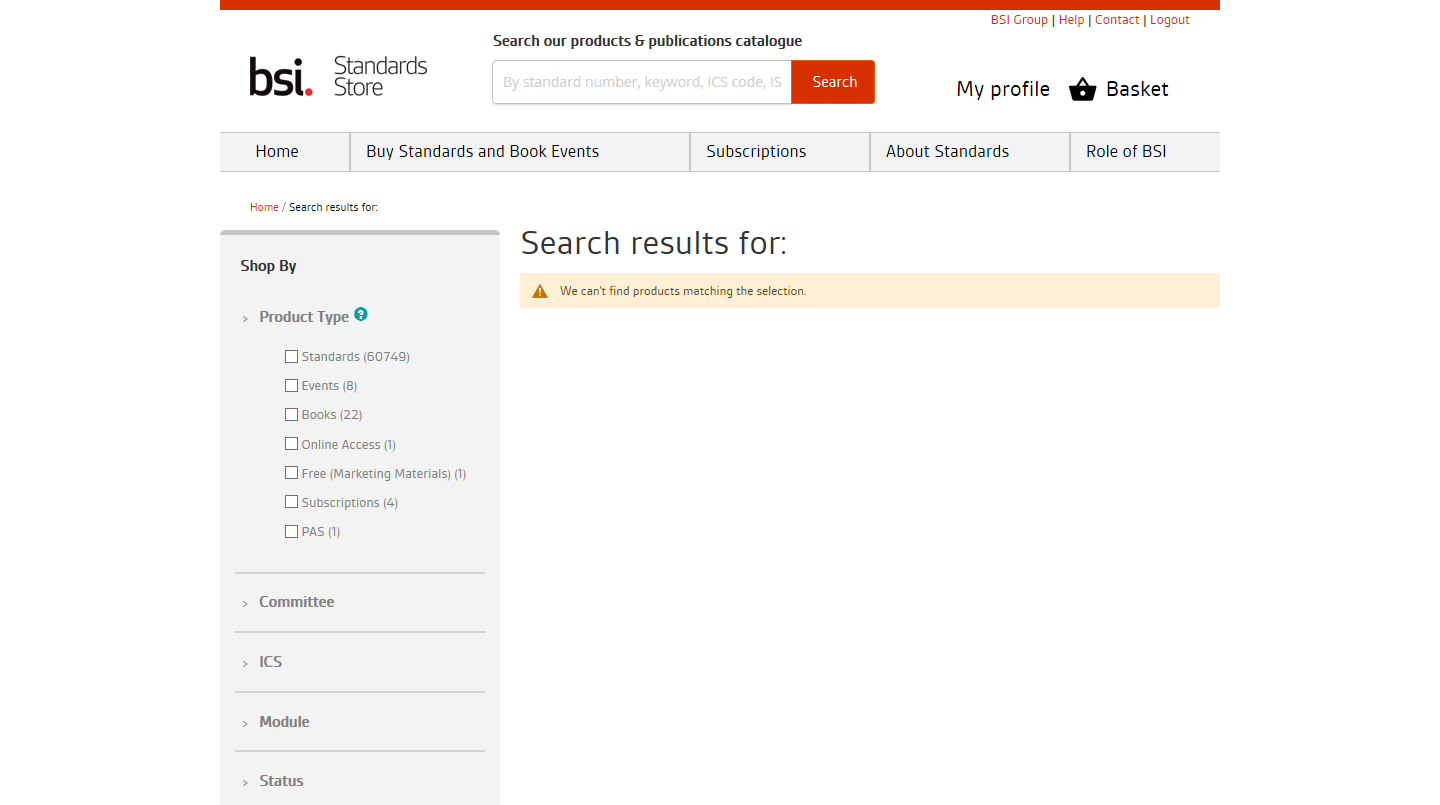 BSI Group | Help | Contact | Logout
Search our products & publications catalogue
bsi. Standards Store
By standard number, keyword, ICS code, IS
Search
My profile
Basket
Home
Buy Standards and Book Events
Subscriptions
About Standards
Role of BSI
Home / Search results for:
Search results for:
We can't find products matching the selection.
Shop By
> Product Type ?
Standards (60749)
Events (8)
Books (22)
Online Access (1)
Free (Marketing Materials) (1)
Subscriptions (4)
PAS (1)
> Committee
> ICS
> Module
> Status